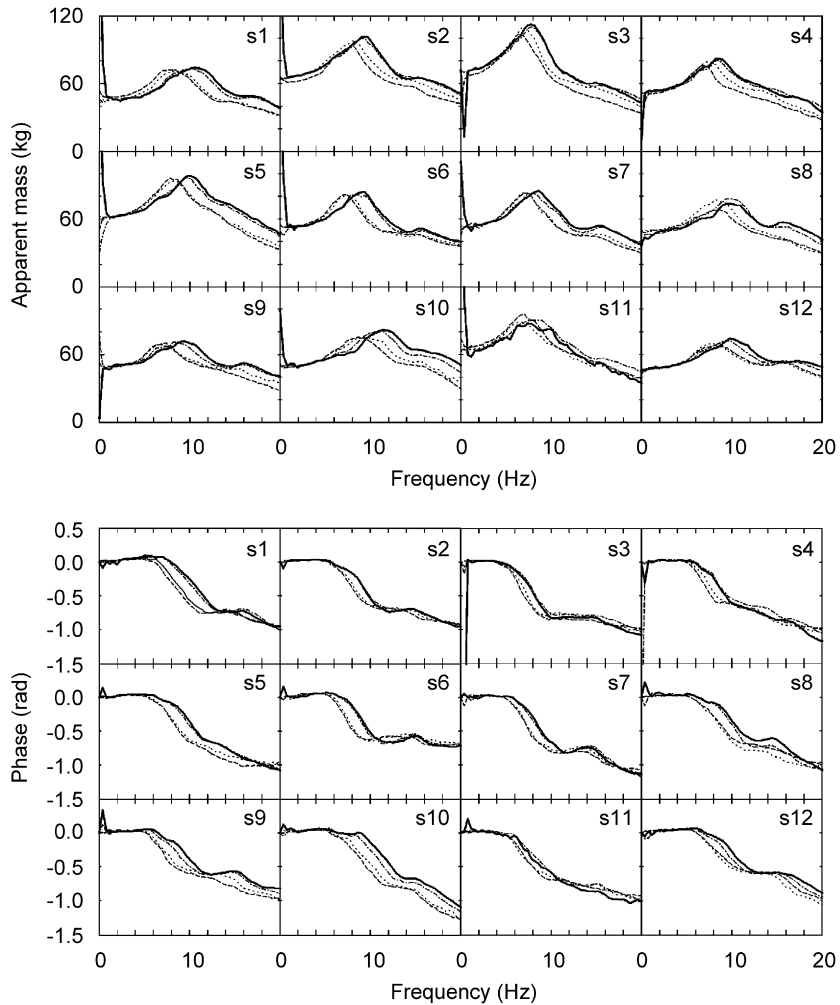 120
s1 s2 s3 s4
60
0
s5 s6 s7 s8
60
0
s9 s10 s11 s12
60
0
0 10 0 10 0 10 0 10 20
Apparent mass (kg)
Frequency (Hz)
0.5
s1 s2 s3 s4
0.0
-0.5
-1.0
-1.5
s5 s6 s7 s8
0.0
-0.5
-1.0
-1.5
s9 s10 s11 s12
0.0
-0.5
-1.0
-1.5
0 10 0 10 0 10 0 10 20
Phase (rad)
Frequency (Hz)